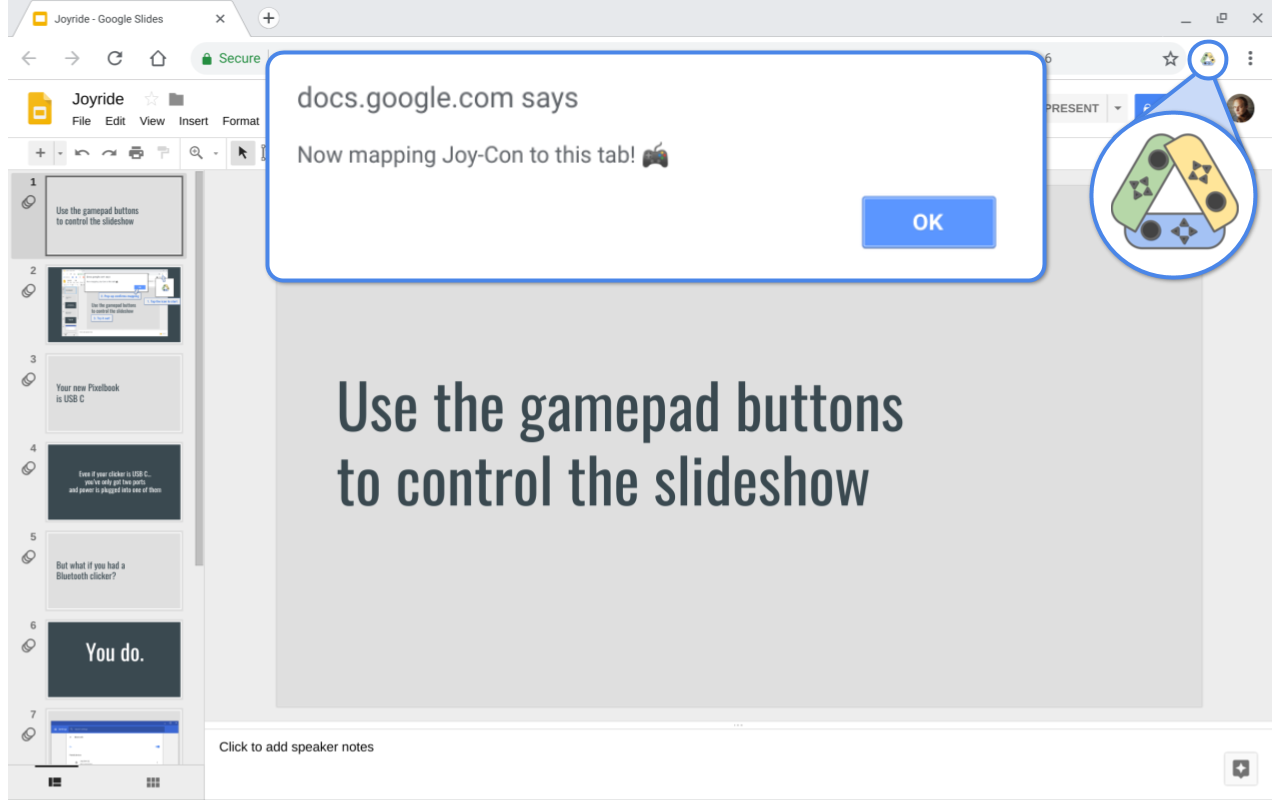 Joyride - Google Slides
Secure
6
docs.google.com says
Now mapping Joy-Con to this tab! 🎮
OK
Joyride
File Edit View Insert Format
PRESENT
1
Use the gamepad buttons
to control the slideshow
2
Use the gamepad buttons
to control the slideshow
3
Your new Pixelbook
is USB C
4
Even if your clicker is USB C...
you've only got two ports
and power is plugged into one of them
5
But what if you had a
Bluetooth clicker?
6
You do.
7
Use the gamepad buttons
to control the slideshow
Click to add speaker notes